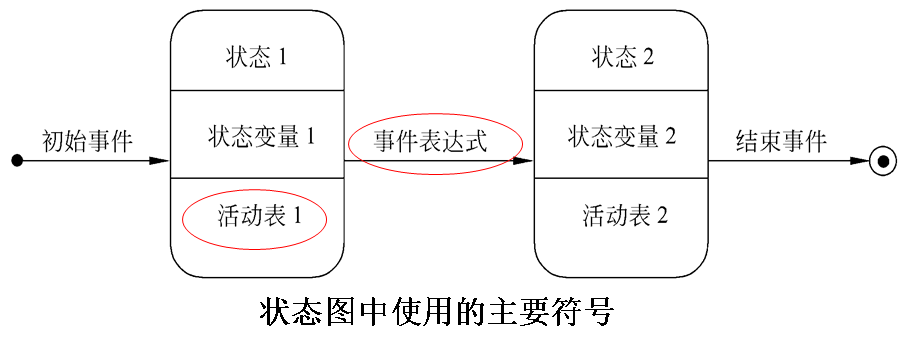 状态 1
状态 2
初始事件
状态变量 1
事件表达式
状态变量 2
结束事件
活动表 1
活动表 2
状态图中使用的主要符号